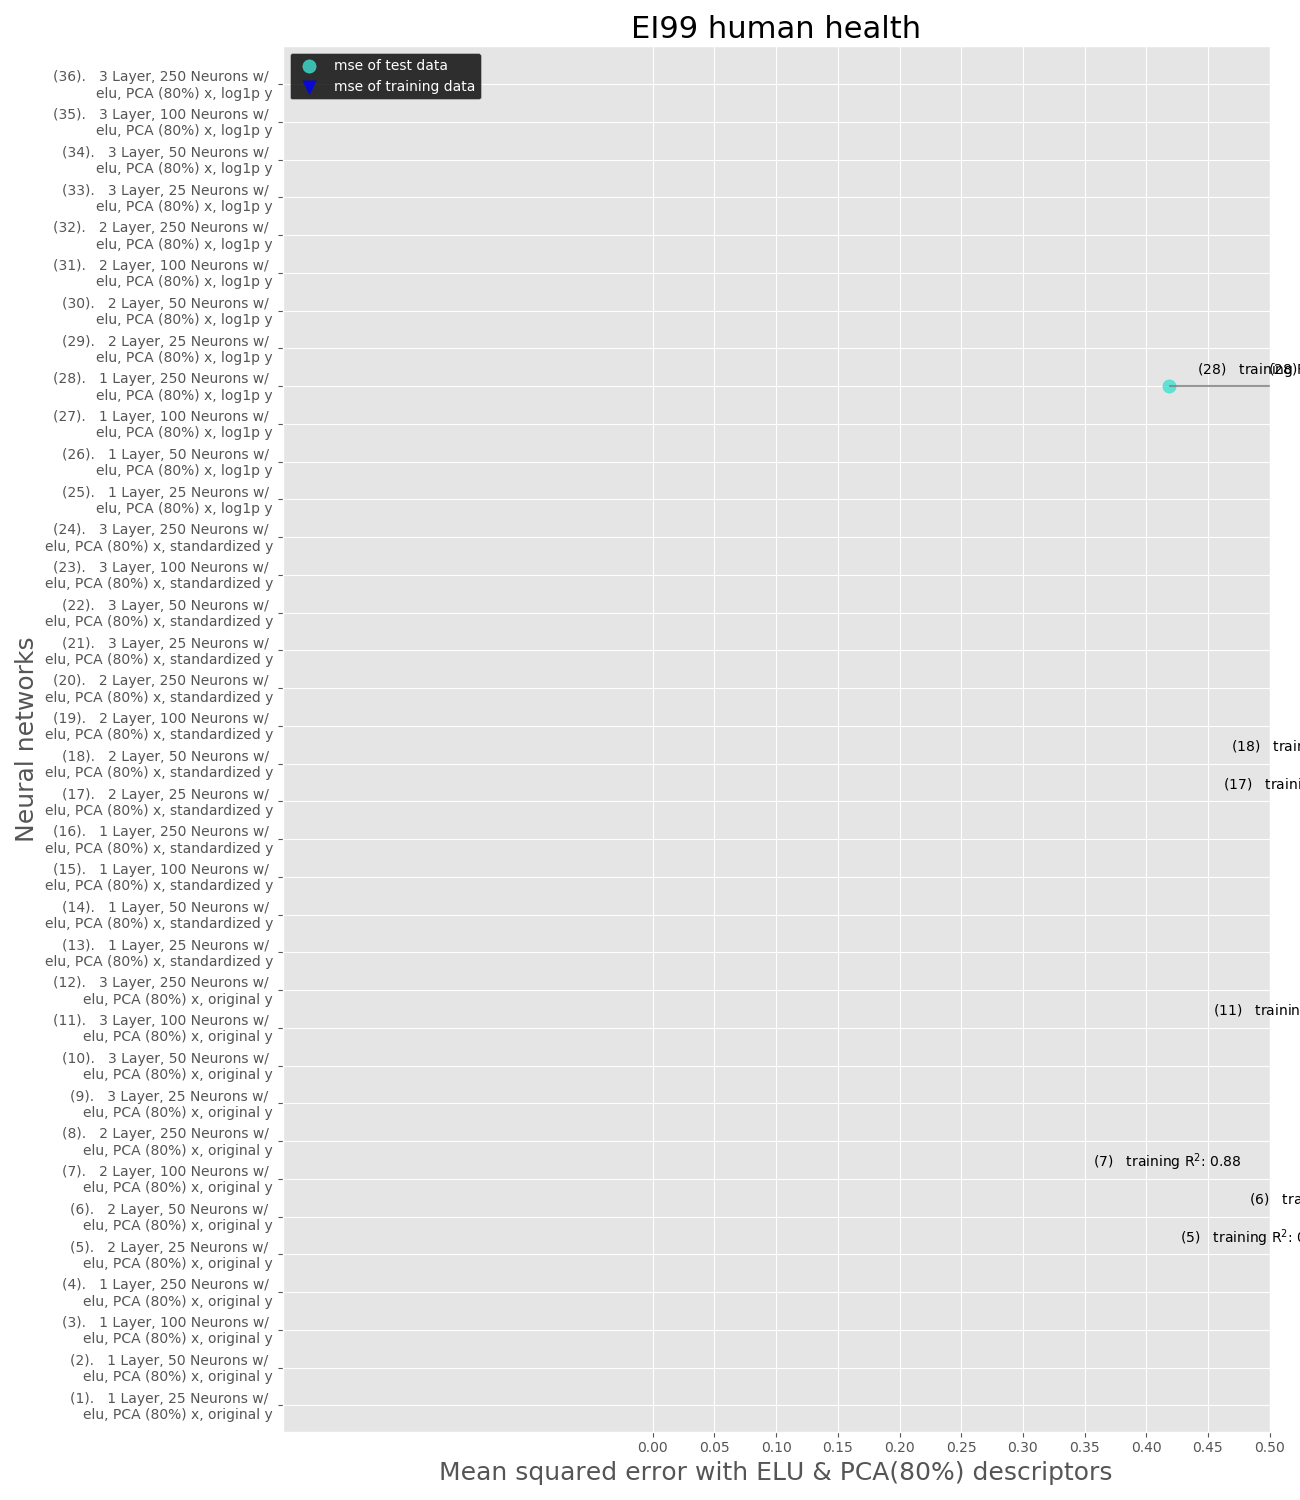 EI99 human health
mse of test data
mse of training data
(36).   3 Layer, 250 Neurons w/
elu, PCA (80%) x, log1p y
(35).   3 Layer, 100 Neurons w/
elu, PCA (80%) x, log1p y
(34).   3 Layer, 50 Neurons w/
elu, PCA (80%) x, log1p y
(33).   3 Layer, 25 Neurons w/
elu, PCA (80%) x, log1p y
(32).   2 Layer, 250 Neurons w/
elu, PCA (80%) x, log1p y
(31).   2 Layer, 100 Neurons w/
elu, PCA (80%) x, log1p y
(30).   2 Layer, 50 Neurons w/
elu, PCA (80%) x, log1p y
(29).   2 Layer, 25 Neurons w/
elu, PCA (80%) x, log1p y
(28)   training
(28)
(28).   1 Layer, 250 Neurons w/
elu, PCA (80%) x, log1p y
(27).   1 Layer, 100 Neurons w/
elu, PCA (80%) x, log1p y
(26).   1 Layer, 50 Neurons w/
elu, PCA (80%) x, log1p y
(25).   1 Layer, 25 Neurons w/
elu, PCA (80%) x, log1p y
(24).   3 Layer, 250 Neurons w/
elu, PCA (80%) x, standardized y
(23).   3 Layer, 100 Neurons w/
elu, PCA (80%) x, standardized y
(22).   3 Layer, 50 Neurons w/
elu, PCA (80%) x, standardized y
(21).   3 Layer, 25 Neurons w/
elu, PCA (80%) x, standardized y
(20).   2 Layer, 250 Neurons w/
elu, PCA (80%) x, standardized y
(19).   2 Layer, 100 Neurons w/
elu, PCA (80%) x, standardized y
(18)   trai
(18).   2 Layer, 50 Neurons w/
elu, PCA (80%) x, standardized y
(17)   traini
(17).   2 Layer, 25 Neurons w/
elu, PCA (80%) x, standardized y
(16).   1 Layer, 250 Neurons w/
elu, PCA (80%) x, standardized y
(15).   1 Layer, 100 Neurons w/
elu, PCA (80%) x, standardized y
(14).   1 Layer, 50 Neurons w/
elu, PCA (80%) x, standardized y
(13).   1 Layer, 25 Neurons w/
elu, PCA (80%) x, standardized y
(12).   3 Layer, 250 Neurons w/
elu, PCA (80%) x, original y
(11)   trainin
(11).   3 Layer, 100 Neurons w/
elu, PCA (80%) x, original y
(10).   3 Layer, 50 Neurons w/
elu, PCA (80%) x, original y
(9).   3 Layer, 25 Neurons w/
elu, PCA (80%) x, original y
(8).   2 Layer, 250 Neurons w/
elu, PCA (80%) x, original y
(7)   training R²: 0.88
(7).   2 Layer, 100 Neurons w/
elu, PCA (80%) x, original y
(6)   tra
(6).   2 Layer, 50 Neurons w/
elu, PCA (80%) x, original y
(5)   training R²:
(5).   2 Layer, 25 Neurons w/
elu, PCA (80%) x, original y
(4).   1 Layer, 250 Neurons w/
elu, PCA (80%) x, original y
(3).   1 Layer, 100 Neurons w/
elu, PCA (80%) x, original y
(2).   1 Layer, 50 Neurons w/
elu, PCA (80%) x, original y
(1).   1 Layer, 25 Neurons w/
elu, PCA (80%) x, original y
Neural networks
0.00 0.05 0.10 0.15 0.20 0.25 0.30 0.35 0.40 0.45 0.50
Mean squared error with ELU & PCA(80%) descriptors